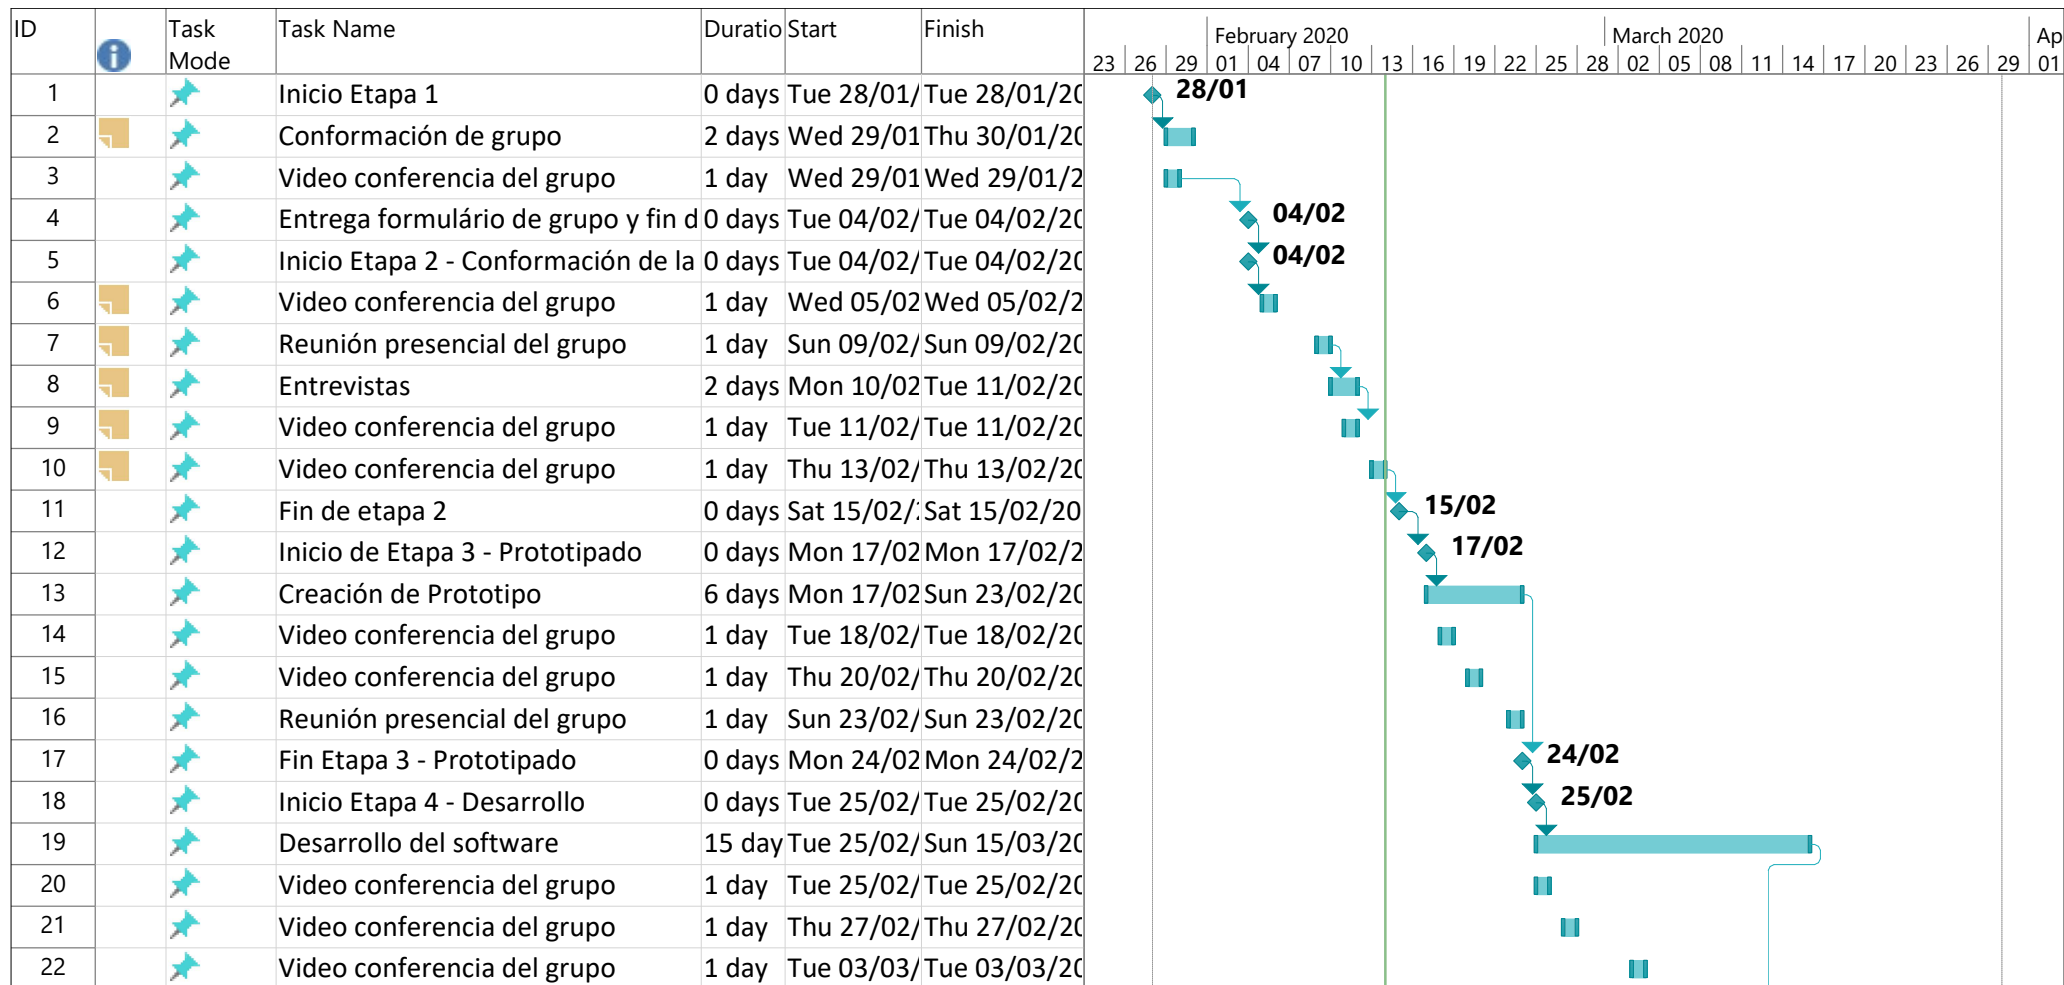 ID Task Mode Task Name Duratio Start Finish
February 2020 March 2020 Ap
23 26 29 01 04 07 10 13 16 19 22 25 28 02 05 08 11 14 17 20 23 26 29 01
1 Inicio Etapa 1 0 days Tue 28/01/ Tue 28/01/20 28/01
2 Conformación de grupo 2 days Wed 29/01 Thu 30/01/20
3 Video conferencia del grupo 1 day Wed 29/01 Wed 29/01/2
4 Entrega formulário de grupo y fin d 0 days Tue 04/02/ Tue 04/02/20 04/02
5 Inicio Etapa 2 - Conformación de la 0 days Tue 04/02/ Tue 04/02/20 04/02
6 Video conferencia del grupo 1 day Wed 05/02 Wed 05/02/2
7 Reunión presencial del grupo 1 day Sun 09/02/ Sun 09/02/20
8 Entrevistas 2 days Mon 10/02 Tue 11/02/20
9 Video conferencia del grupo 1 day Tue 11/02/ Tue 11/02/20
10 Video conferencia del grupo 1 day Thu 13/02/ Thu 13/02/20
11 Fin de etapa 2 0 days Sat 15/02/ Sat 15/02/20 15/02
12 Inicio de Etapa 3 - Prototipado 0 days Mon 17/02 Mon 17/02/2 17/02
13 Creación de Prototipo 6 days Mon 17/02 Sun 23/02/20
14 Video conferencia del grupo 1 day Tue 18/02/ Tue 18/02/20
15 Video conferencia del grupo 1 day Thu 20/02/ Thu 20/02/20
16 Reunión presencial del grupo 1 day Sun 23/02/ Sun 23/02/20
17 Fin Etapa 3 - Prototipado 0 days Mon 24/02 Mon 24/02/2 24/02
18 Inicio Etapa 4 - Desarrollo 0 days Tue 25/02/ Tue 25/02/20 25/02
19 Desarrollo del software 15 day Tue 25/02/ Sun 15/03/20
20 Video conferencia del grupo 1 day Tue 25/02/ Tue 25/02/20
21 Video conferencia del grupo 1 day Thu 27/02/ Thu 27/02/20
22 Video conferencia del grupo 1 day Tue 03/03/ Tue 03/03/20